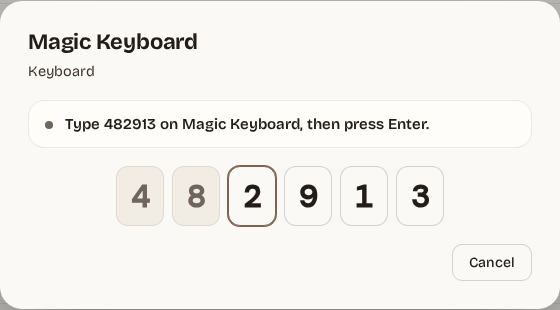 Magic Keyboard
Keyboard
Type 482913 on Magic Keyboard, then press Enter.
4 8 2 9 1 3
Cancel